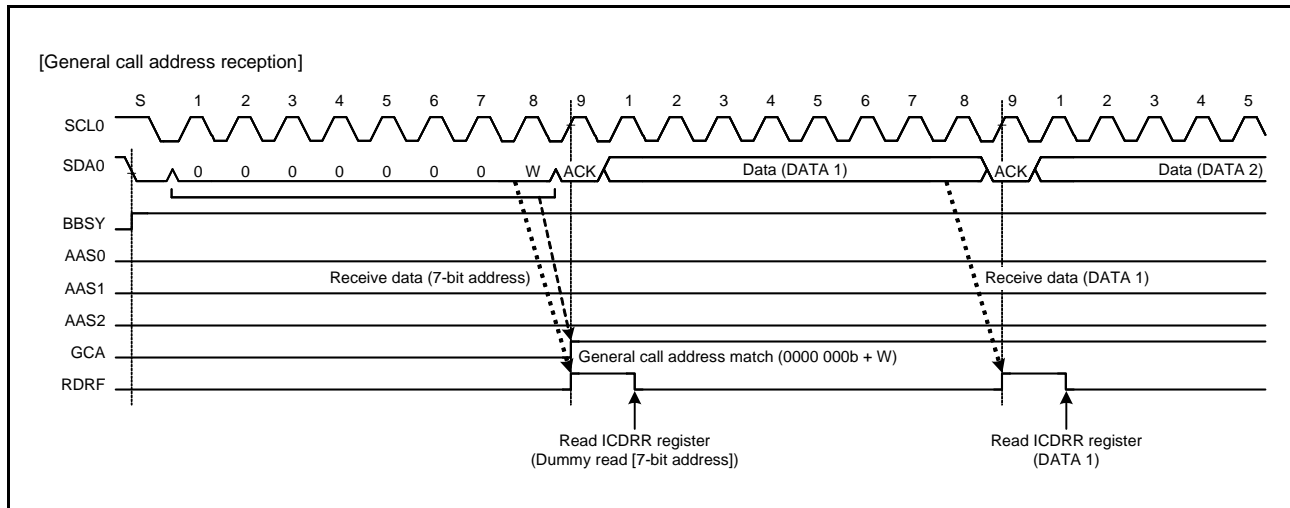 [General call address reception]
S 1 2 3 4 5 6 7 8 9 1 2 3 4 5 6 7 8 9 1 2 3 4 5
SCL0
SDA0 0 0 0 0 0 0 0 W ACK Data (DATA 1) ACK Data (DATA 2)
BBSY
AAS0
Receive data (7-bit address) Receive data (DATA 1)
AAS1
AAS2
GCA General call address match (0000 000b + W)
RDRF
Read ICDRR register Read ICDRR register
(Dummy read [7-bit address]) (DATA 1)